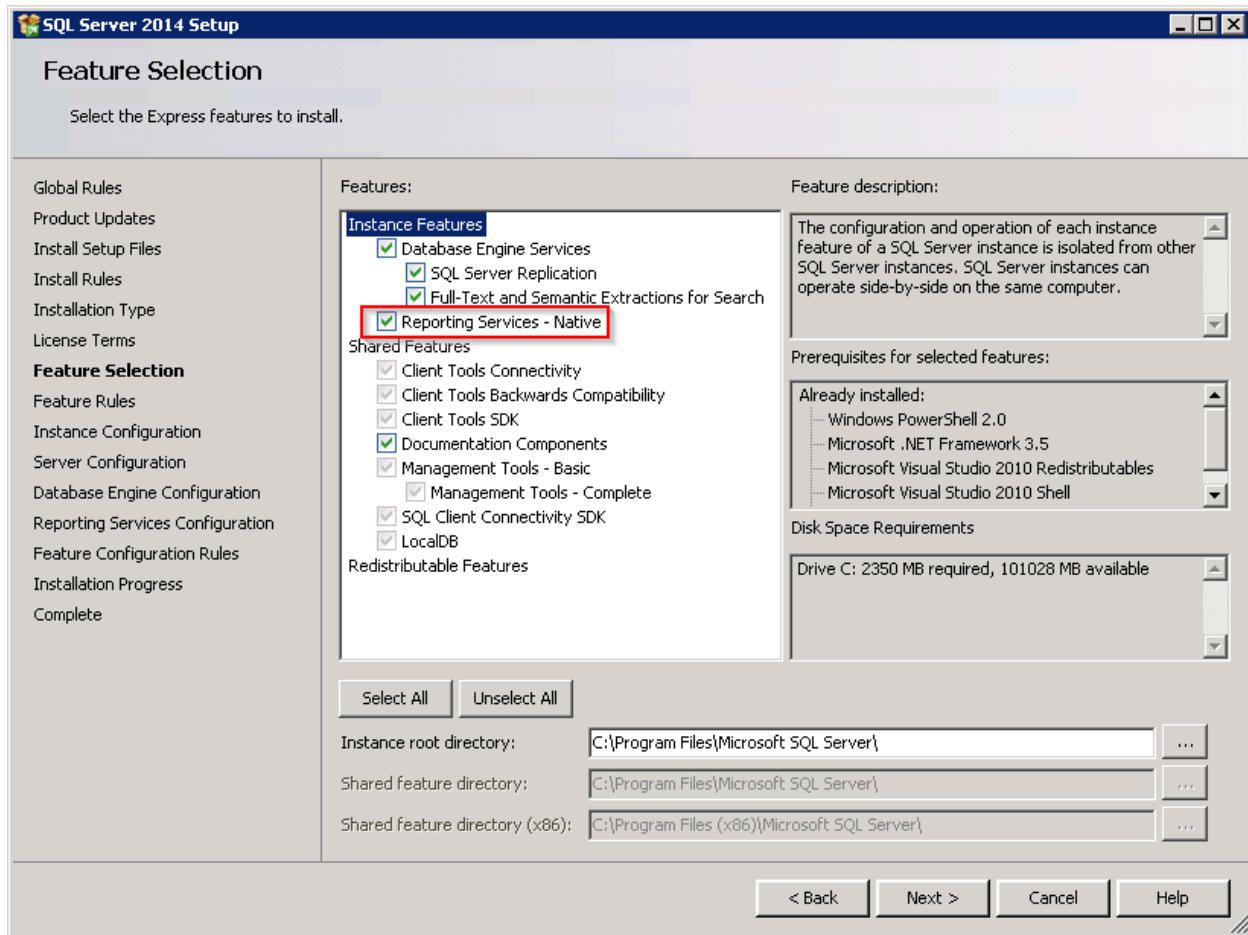 SQL Server 2014 Setup
Feature Selection
Select the Express features to install.
Global Rules
Product Updates
Install Setup Files
Install Rules
Installation Type
License Terms
Feature Selection
Feature Rules
Instance Configuration
Server Configuration
Database Engine Configuration
Reporting Services Configuration
Feature Configuration Rules
Installation Progress
Complete
Features:
Instance Features
Database Engine Services
SQL Server Replication
Full-Text and Semantic Extractions for Search
Reporting Services - Native
Shared Features
Client Tools Connectivity
Client Tools Backwards Compatibility
Client Tools SDK
Documentation Components
Management Tools - Basic
Management Tools - Complete
SQL Client Connectivity SDK
LocalDB
Redistributable Features
Feature description:
The configuration and operation of each instance
feature of a SQL Server instance is isolated from other
SQL Server instances. SQL Server instances can
operate side-by-side on the same computer.
Prerequisites for selected features:
Already installed:
Windows PowerShell 2.0
Microsoft .NET Framework 3.5
Microsoft Visual Studio 2010 Redistributables
Microsoft Visual Studio 2010 Shell
Disk Space Requirements
Drive C: 2350 MB required, 101028 MB available
Select All
Unselect All
Instance root directory:
C:\Program Files\Microsoft SQL Server\
...
Shared feature directory:
C:\Program Files\Microsoft SQL Server\
...
Shared feature directory (x86):
C:\Program Files (x86)\Microsoft SQL Server\
...
< Back
Next >
Cancel
Help